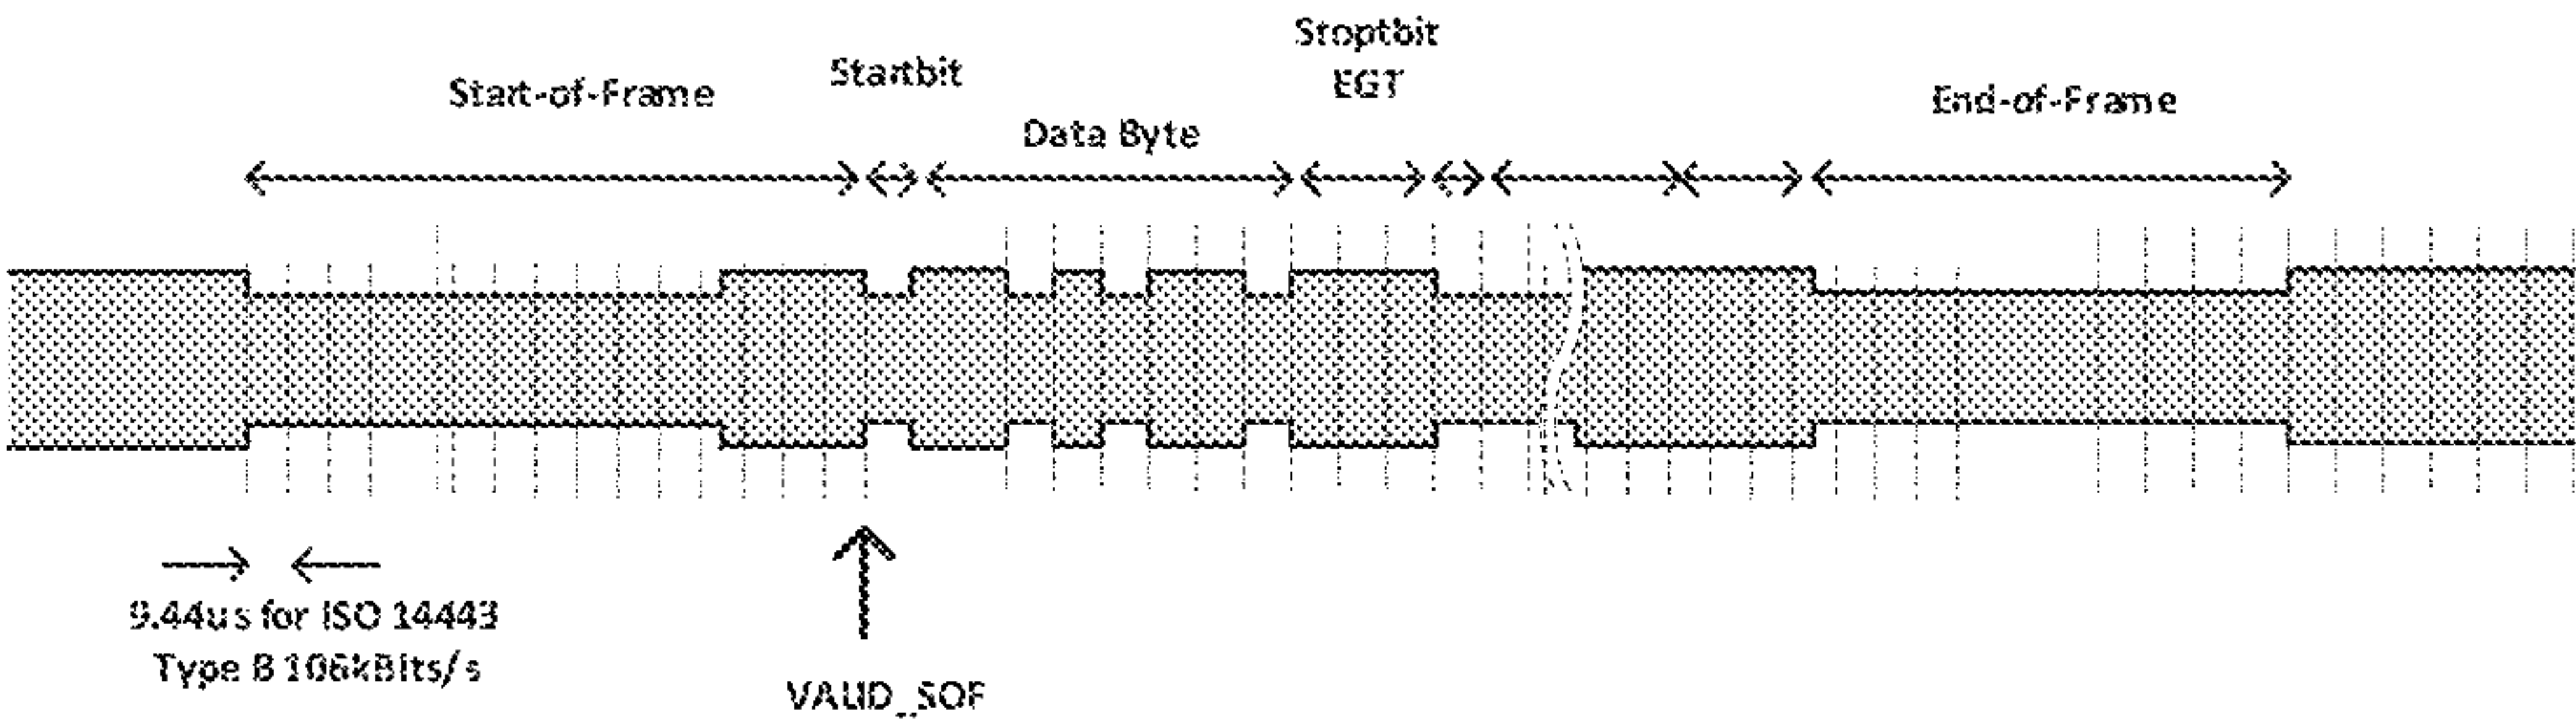 Start-of-Frame
Startbit
Data Byte
Stoptbit
EGT
End-of-Frame
9.44us for ISO 14443
Type B 106kBits/s
VALID_SOF